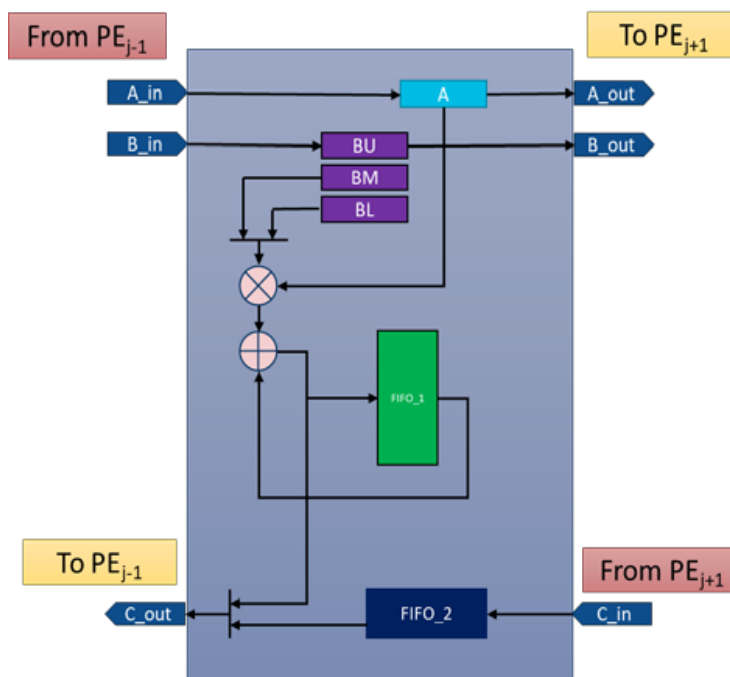 From PEj-1
To PEj+1
A_in
A
A_out
B_in
BU
B_out
BM
BL
FIFO_1
To PEj-1
From PEj+1
C_out
FIFO_2
C_in